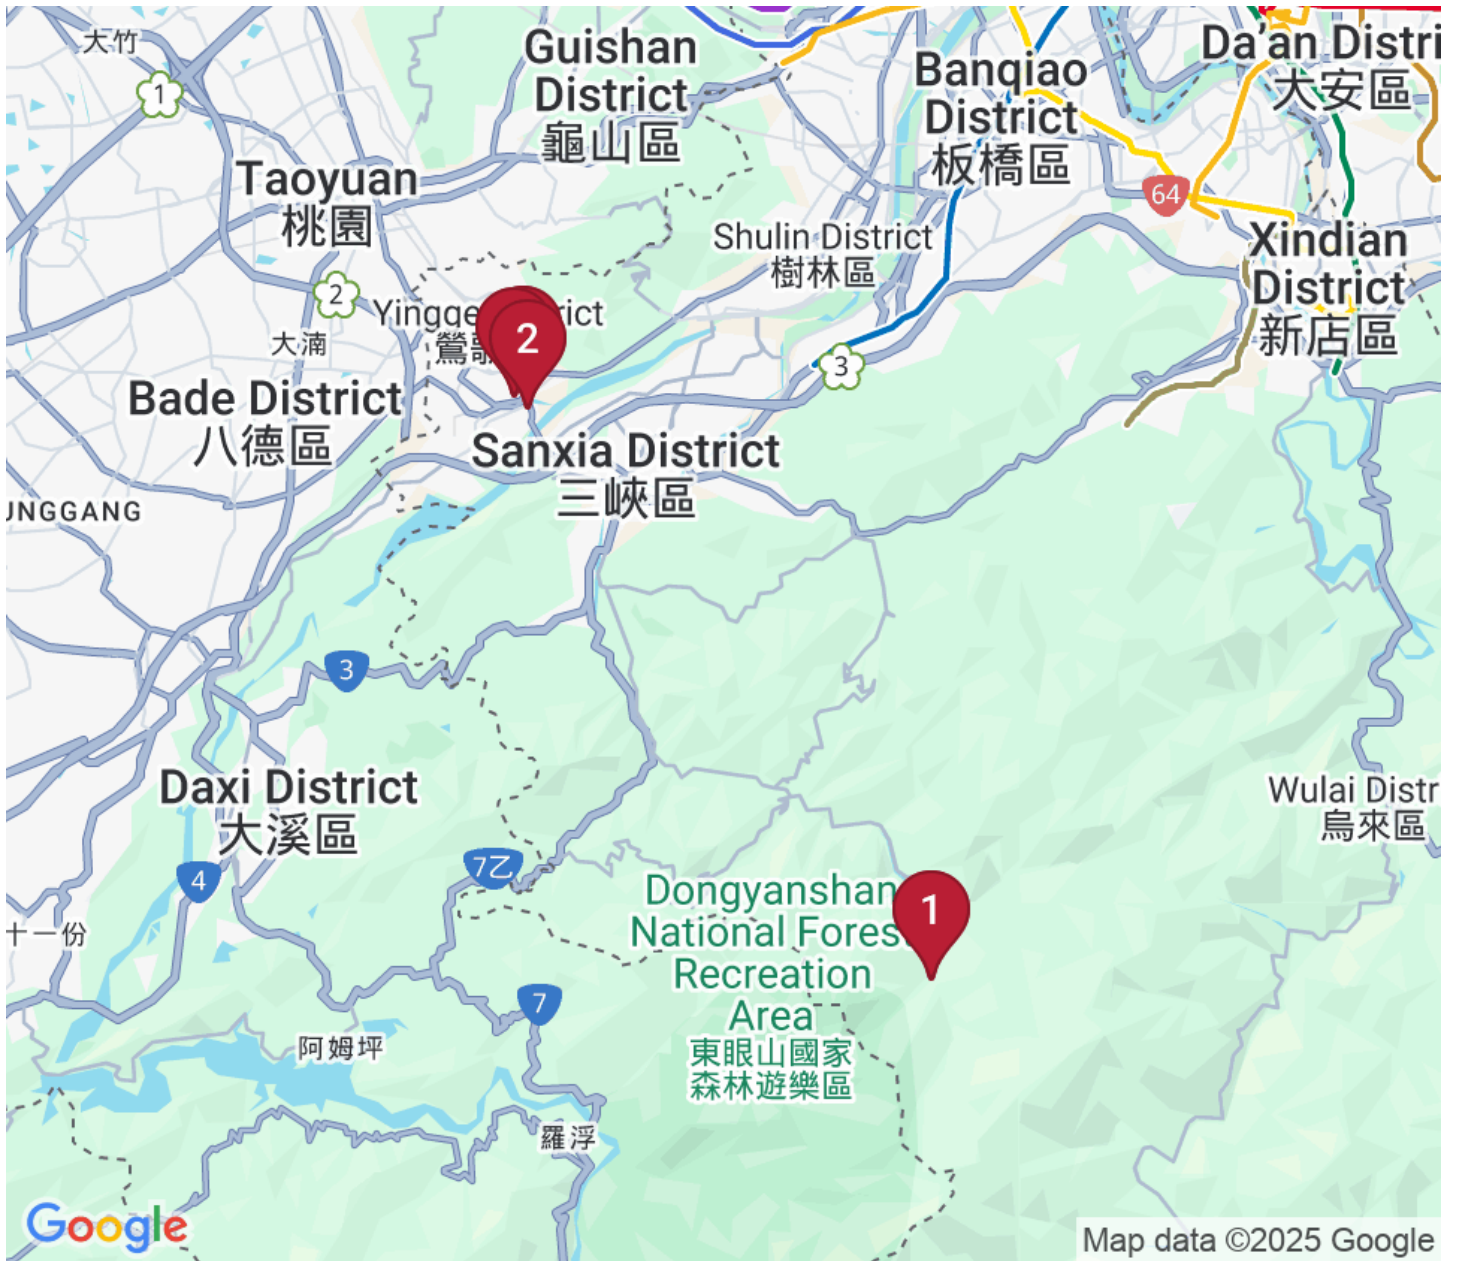 大竹
1
Guishan
District
龜山區
Banqiao
District
板橋區
Da'an Distri
大安區
Taoyuan
桃園
64
Shulin District
樹林區
Xindian
District
新店區
2
大湳
Yingge
rict
鶯歌
2
3
Bade District
八德區
Sanxia District
三峽區
UNGGANG
3
Daxi District
大溪區
Wulai Distr
烏來區
7乙
4
Dongyanshan
National Fores
Recreation
Area
東眼山國家
森林遊樂區
1
十一份
7
阿姆坪
羅浮
Google
Map data ©2025 Google